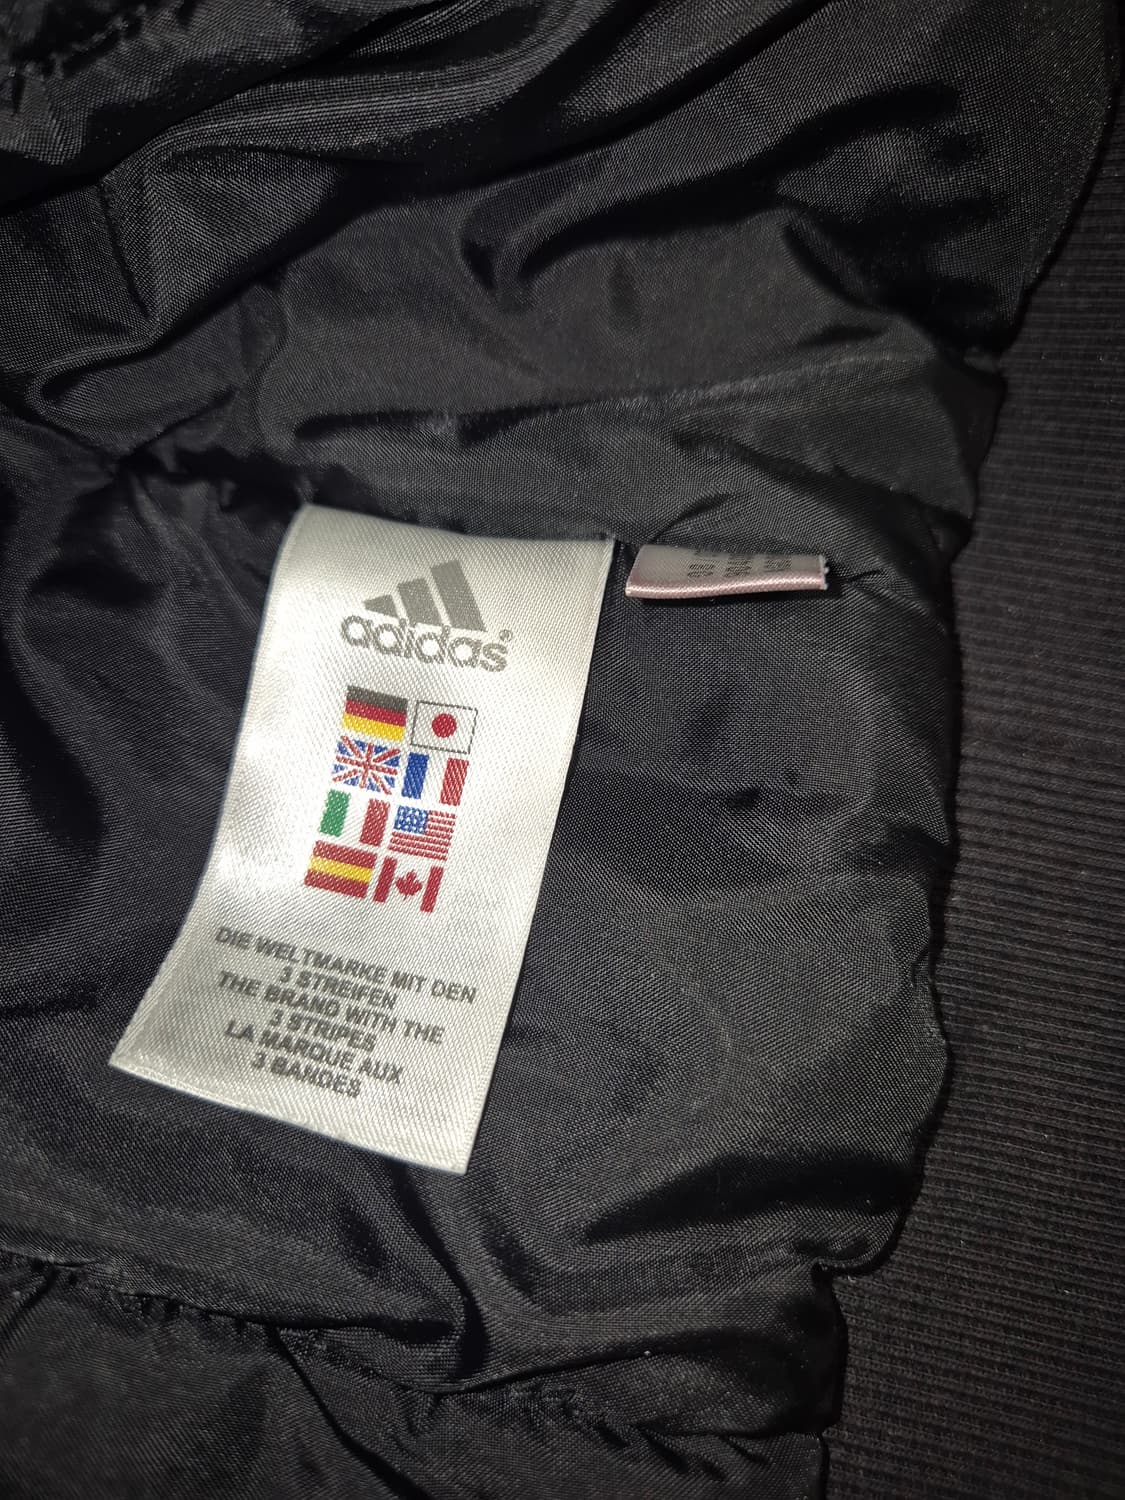 adidas®
DIE WELTMARKE MIT DEN
3 STREIFEN
THE BRAND WITH THE
3 STRIPES
LA MARQUE AUX
3 BANDES